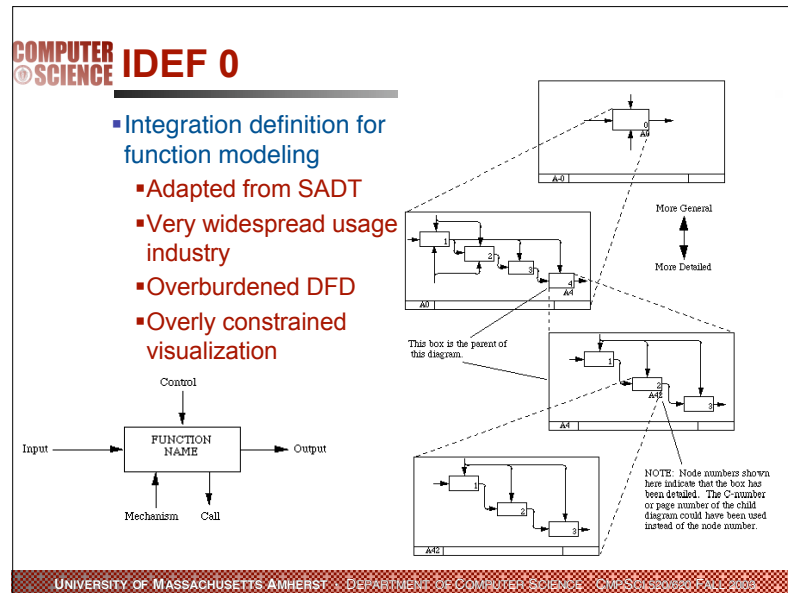 COMPUTER
SCIENCE
IDEF 0
Integration definition for
function modeling
Adapted from SADT
Very widespread usage
industry
Overburdened DFD
Overly constrained
visualization
Control
Input
FUNCTION
NAME
Output
Mechanism
Call
0
A0
A-0
More General
More Detailed
1
2
3
4
A4
A0
This box is the parent of
this diagram.
1
2
A42
3
A4
NOTE: Node numbers shown
here indicate that the box has
been detailed. The C-number
or page number of the child
diagram could have been used
instead of the node number.
1
2
3
A42
UNIVERSITY OF MASSACHUSETTS AMHERST DEPARTMENT OF COMPUTER SCIENCE CMPSCI 520/620 FALL